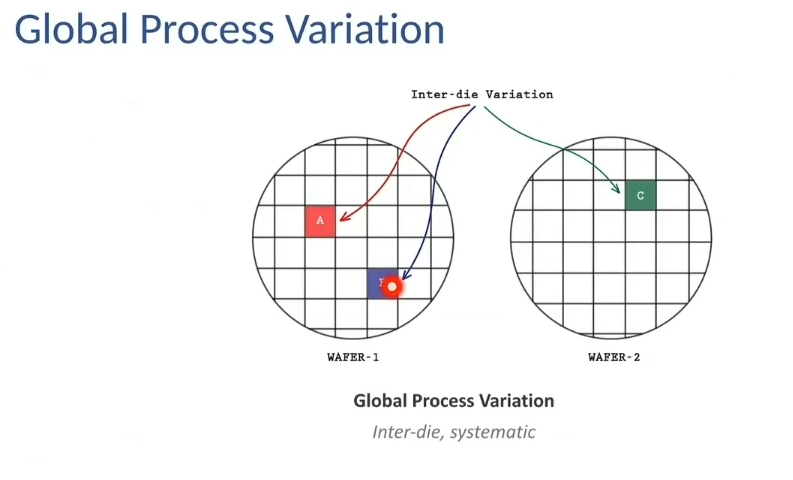 Global Process Variation
Inter-die Variation
A
C
WAFER-1
WAFER-2
Global Process Variation
Inter-die, systematic